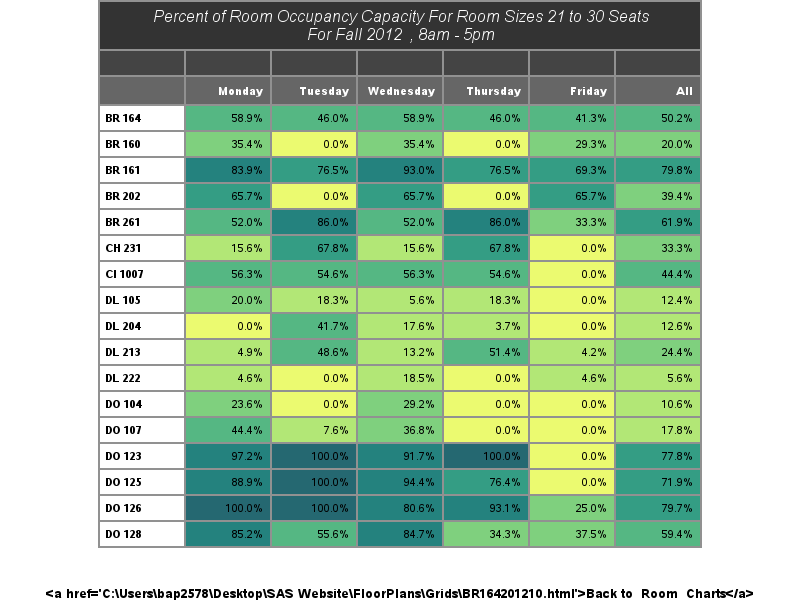 Percent of Room Occupancy Capacity For Room Sizes 21 to 30 Seats
For Fall 2012 , 8am - 5pm
Monday Tuesday Wednesday Thursday Friday All
BR 164 58.9% 46.0% 58.9% 46.0% 41.3% 50.2%
BR 160 35.4% 0.0% 35.4% 0.0% 29.3% 20.0%
BR 161 83.9% 76.5% 93.0% 76.5% 69.3% 79.8%
BR 202 65.7% 0.0% 65.7% 0.0% 65.7% 39.4%
BR 261 52.0% 86.0% 52.0% 86.0% 33.3% 61.9%
CH 231 15.6% 67.8% 15.6% 67.8% 0.0% 33.3%
CI 1007 56.3% 54.6% 56.3% 54.6% 0.0% 44.4%
DL 105 20.0% 18.3% 5.6% 18.3% 0.0% 12.4%
DL 204 0.0% 41.7% 17.6% 3.7% 0.0% 12.6%
DL 213 4.9% 48.6% 13.2% 51.4% 4.2% 24.4%
DL 222 4.6% 0.0% 18.5% 0.0% 4.6% 5.6%
DO 104 23.6% 0.0% 29.2% 0.0% 0.0% 10.6%
DO 107 44.4% 7.6% 36.8% 0.0% 0.0% 17.8%
DO 123 97.2% 100.0% 91.7% 100.0% 0.0% 77.8%
DO 125 88.9% 100.0% 94.4% 76.4% 0.0% 71.9%
DO 126 100.0% 100.0% 80.6% 93.1% 25.0% 79.7%
DO 128 85.2% 55.6% 84.7% 34.3% 37.5% 59.4%
<a href='C:\Users\bap2578\Desktop\SAS Website\FloorPlans\Grids\BR164201210.html'>Back to Room Charts</a>